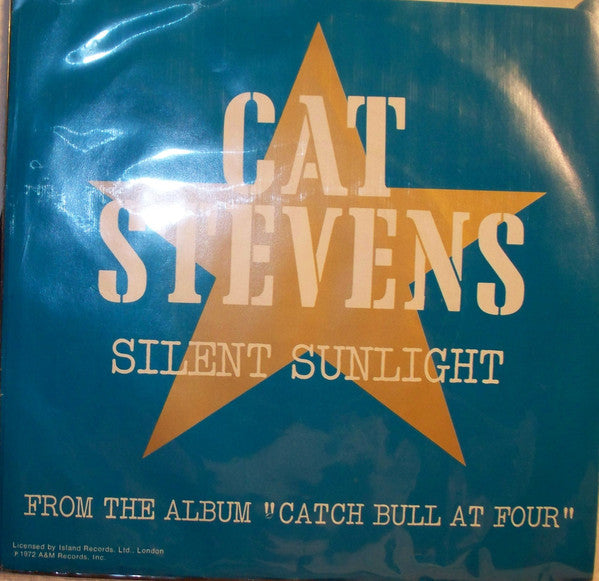 CAT
STEVENS
SILENT SUNLIGHT
FROM THE ALBUM "CATCH BULL AT FOUR"
Licensed by Island Records, Ltd., London
℗ 1972 A&M Records, Inc.